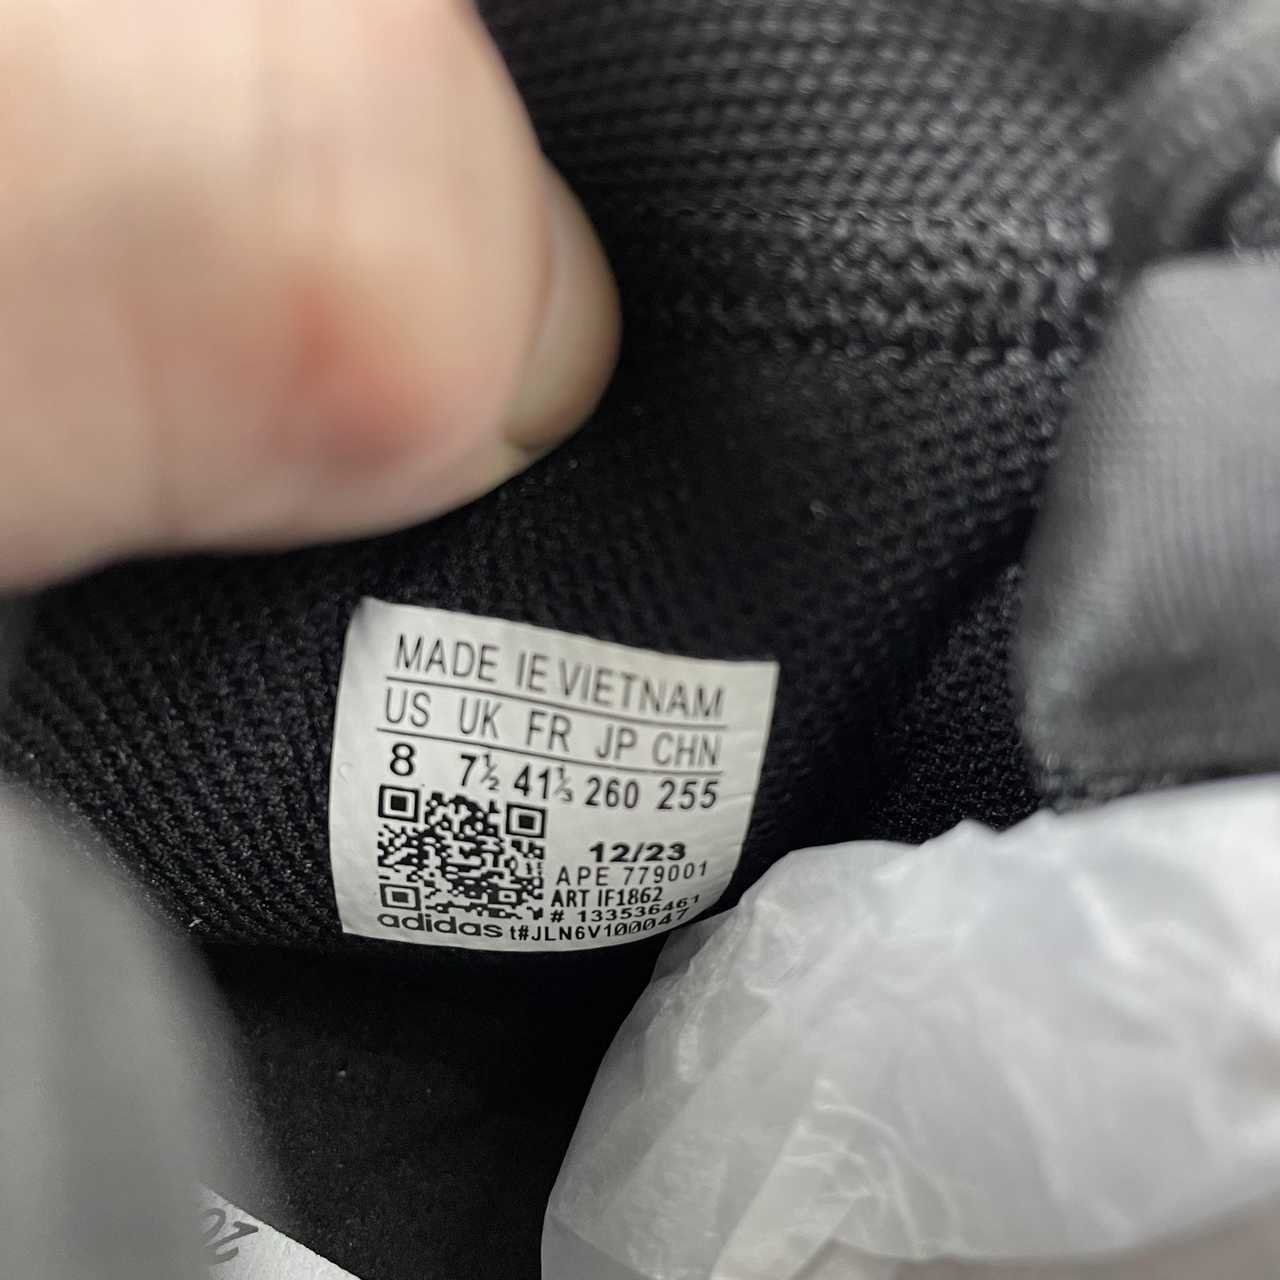 MADE IE VIETNAM
US UK FR JP CHN
8 7½ 41⅓ 260 255
12/23
APE 779001
ART IF1862
# 133536461
adidas t#JLN6V100047